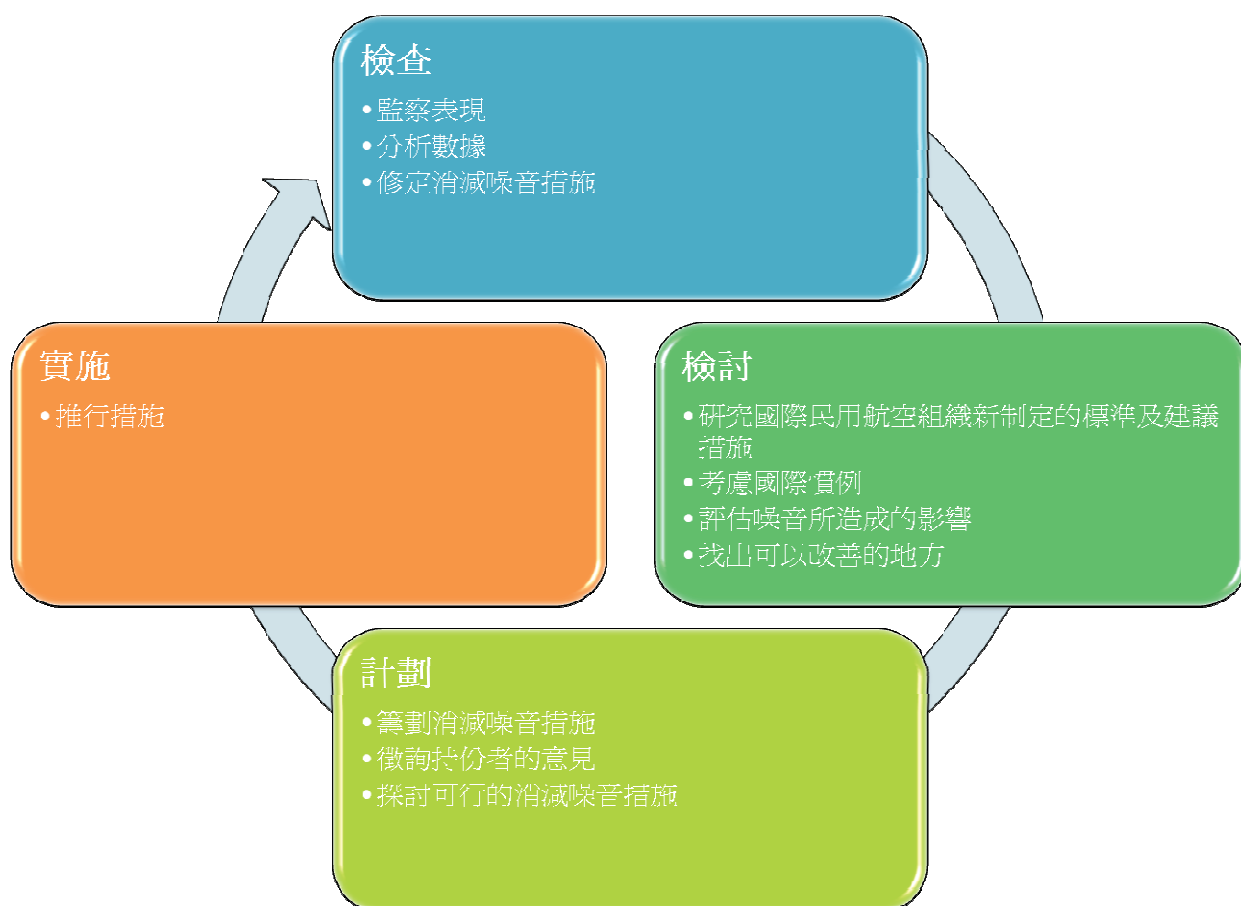 檢查
•監察表現
•分析數據
•修定消減噪音措施
實施
•推行措施
檢討
•研究國際民用航空組織新制定的標準及建議
措施
•考慮國際慣例
•評估噪音所造成的影響
•找出可以改善的地方
計劃
•籌劃消減噪音措施
•徵詢持份者的意見
•探討可行的消減噪音措施